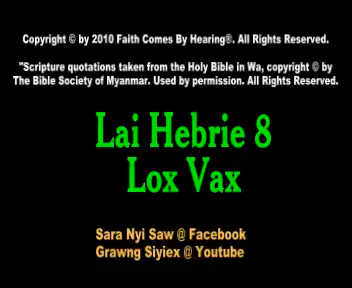 Copyright © by 2010 Faith Comes By Hearing®. All Rights Reserved.
"Scripture quotations taken from the Holy Bible in Wa, copyright © by
The Bible Society of Myanmar. Used by permission. All Rights Reserved.
Lai Hebrie 8
Lox Vax
Sara Nyi Saw @ Facebook
Grawng Siyiex @ Youtube